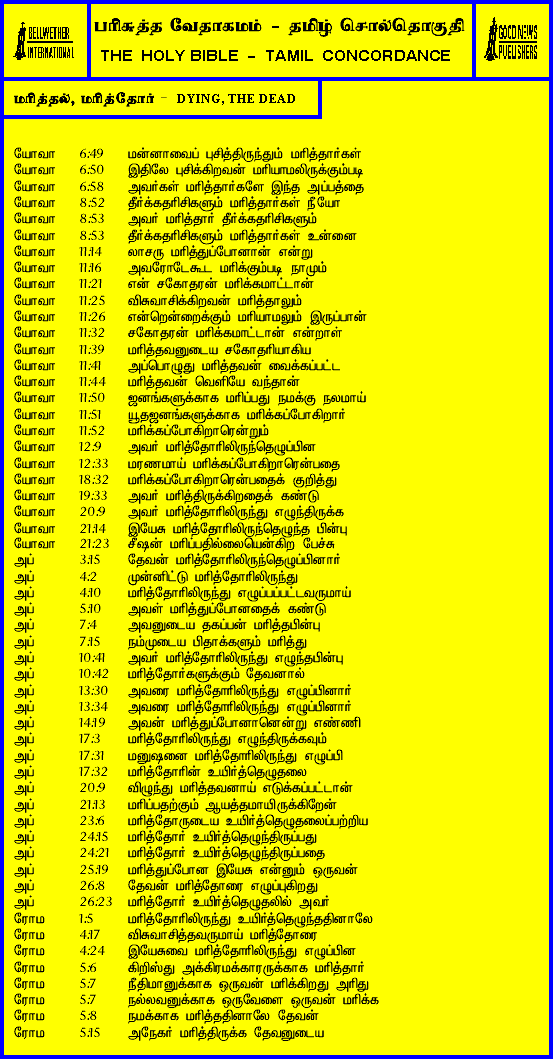 BELLWETHER
INTERNATIONAL
பரிசுத்த வேதாகமம் - தமிழ் சொல்தொகுதி
THE HOLY BIBLE - TAMIL CONCORDANCE
GOOD NEWS
PUBLISHERS
மரித்தல், மரித்தோர் - DYING, THE DEAD
யோவா 6:49 மன்னாவைப் புசித்திருந்தும் மரித்தார்கள்
யோவா 6:50 இதிலே புசிக்கிறவன் மரியாமலிருக்கும்படி
யோவா 6:58 அவர்கள் மரித்தார்களே இந்த அப்பத்தை
யோவா 8:52 தீர்க்கதரிசிகளும் மரித்தார்கள் நீயோ
யோவா 8:53 அவர் மரித்தார் தீர்க்கதரிசிகளும்
யோவா 8:53 தீர்க்கதரிசிகளும் மரித்தார்கள் உன்னை
யோவா 11:14 லாசரு மரித்துப்போனான் என்று
யோவா 11:16 அவரோடேகூட மரிக்கும்படி நாமும்
யோவா 11:21 என் சகோதரன் மரிக்கமாட்டான்
யோவா 11:25 விசுவாசிக்கிறவன் மரித்தாலும்
யோவா 11:26 என்றென்றைக்கும் மரியாமலும் இருப்பான்
யோவா 11:32 சகோதரன் மரிக்கமாட்டான் என்றாள்
யோவா 11:39 மரித்தவனுடைய சகோதரியாகிய
யோவா 11:41 அப்பொழுது மரித்தவன் வைக்கப்பட்ட
யோவா 11:44 மரித்தவன் வெளியே வந்தான்
யோவா 11:50 ஜனங்களுக்காக மரிப்பது நமக்கு நலமாய்
யோவா 11:51 யூதஜனங்களுக்காக மரிக்கப்போகிறார்
யோவா 11:52 மரிக்கப்போகிறாரென்றும்
யோவா 12:9 அவர் மரித்தோரிலிருந்தெழுப்பின
யோவா 12:33 மரணமாய் மரிக்கப்போகிறாரென்பதை
யோவா 18:32 மரிக்கப்போகிறாரென்பதைக் குறித்து
யோவா 19:33 அவர் மரித்திருக்கிறதைக் கண்டு
யோவா 20:9 அவர் மரித்தோரிலிருந்து எழுந்திருக்க
யோவா 21:14 இயேசு மரித்தோரிலிருந்தெழுந்த பின்பு
யோவா 21:23 சீஷன் மரிப்பதில்லையென்கிற பேச்சு
அப் 3:15 தேவன் மரித்தோரிலிருந்தெழுப்பினார்
அப் 4:2 முன்னிட்டு மரித்தோரிலிருந்து
அப் 4:10 மரித்தோரிலிருந்து எழுப்பப்பட்டவருமாய்
அப் 5:10 அவள் மரித்துப்போனதைக் கண்டு
அப் 7:4 அவனுடைய தகப்பன் மரித்தபின்பு
அப் 7:15 நம்முடைய பிதாக்களும் மரித்து
அப் 10:41 அவர் மரித்தோரிலிருந்து எழுந்தபின்பு
அப் 10:42 மரித்தோர்களுக்கும் தேவனால்
அப் 13:30 அவரை மரித்தோரிலிருந்து எழுப்பினார்
அப் 13:34 அவரை மரித்தோரிலிருந்து எழுப்பினார்
அப் 14:19 அவன் மரித்துப்போனானென்று எண்ணி
அப் 17:3 மரித்தோரிலிருந்து எழுந்திருக்கவும்
அப் 17:31 மனுஷனை மரித்தோரிலிருந்து எழுப்பி
அப் 17:32 மரித்தோரின் உயிர்த்தெழுதலை
அப் 20:9 விழுந்து மரித்தவனாய் எடுக்கப்பட்டான்
அப் 21:13 மரிப்பதற்கும் ஆயத்தமாயிருக்கிறேன்
அப் 23:6 மரித்தோருடைய உயிர்த்தெழுதலைப்பற்றிய
அப் 24:15 மரித்தோர் உயிர்த்தெழுந்திருப்பது
அப் 24:21 மரித்தோர் உயிர்த்தெழுந்திருப்பதை
அப் 25:19 மரித்துப்போன இயேசு என்னும் ஒருவன்
அப் 26:8 தேவன் மரித்தோரை எழுப்புகிறது
அப் 26:23 மரித்தோர் உயிர்த்தெழுதலில் அவர்
ரோம 1:5 மரித்தோரிலிருந்து உயிர்த்தெழுந்ததினாலே
ரோம 4:17 விசுவாசித்தவருமாய் மரித்தோரை
ரோம 4:24 இயேசுவை மரித்தோரிலிருந்து எழுப்பின
ரோம 5:6 கிறிஸ்து அக்கிரமக்காரருக்காக மரித்தார்
ரோம 5:7 நீதிமானுக்காக ஒருவன் மரிக்கிறது அரிது
ரோம 5:7 நல்லவனுக்காக ஒருவேளை ஒருவன் மரிக்க
ரோம 5:8 நமக்காக மரித்ததினாலே தேவன்
ரோம 5:15 அநேகர் மரித்திருக்க தேவனுடைய